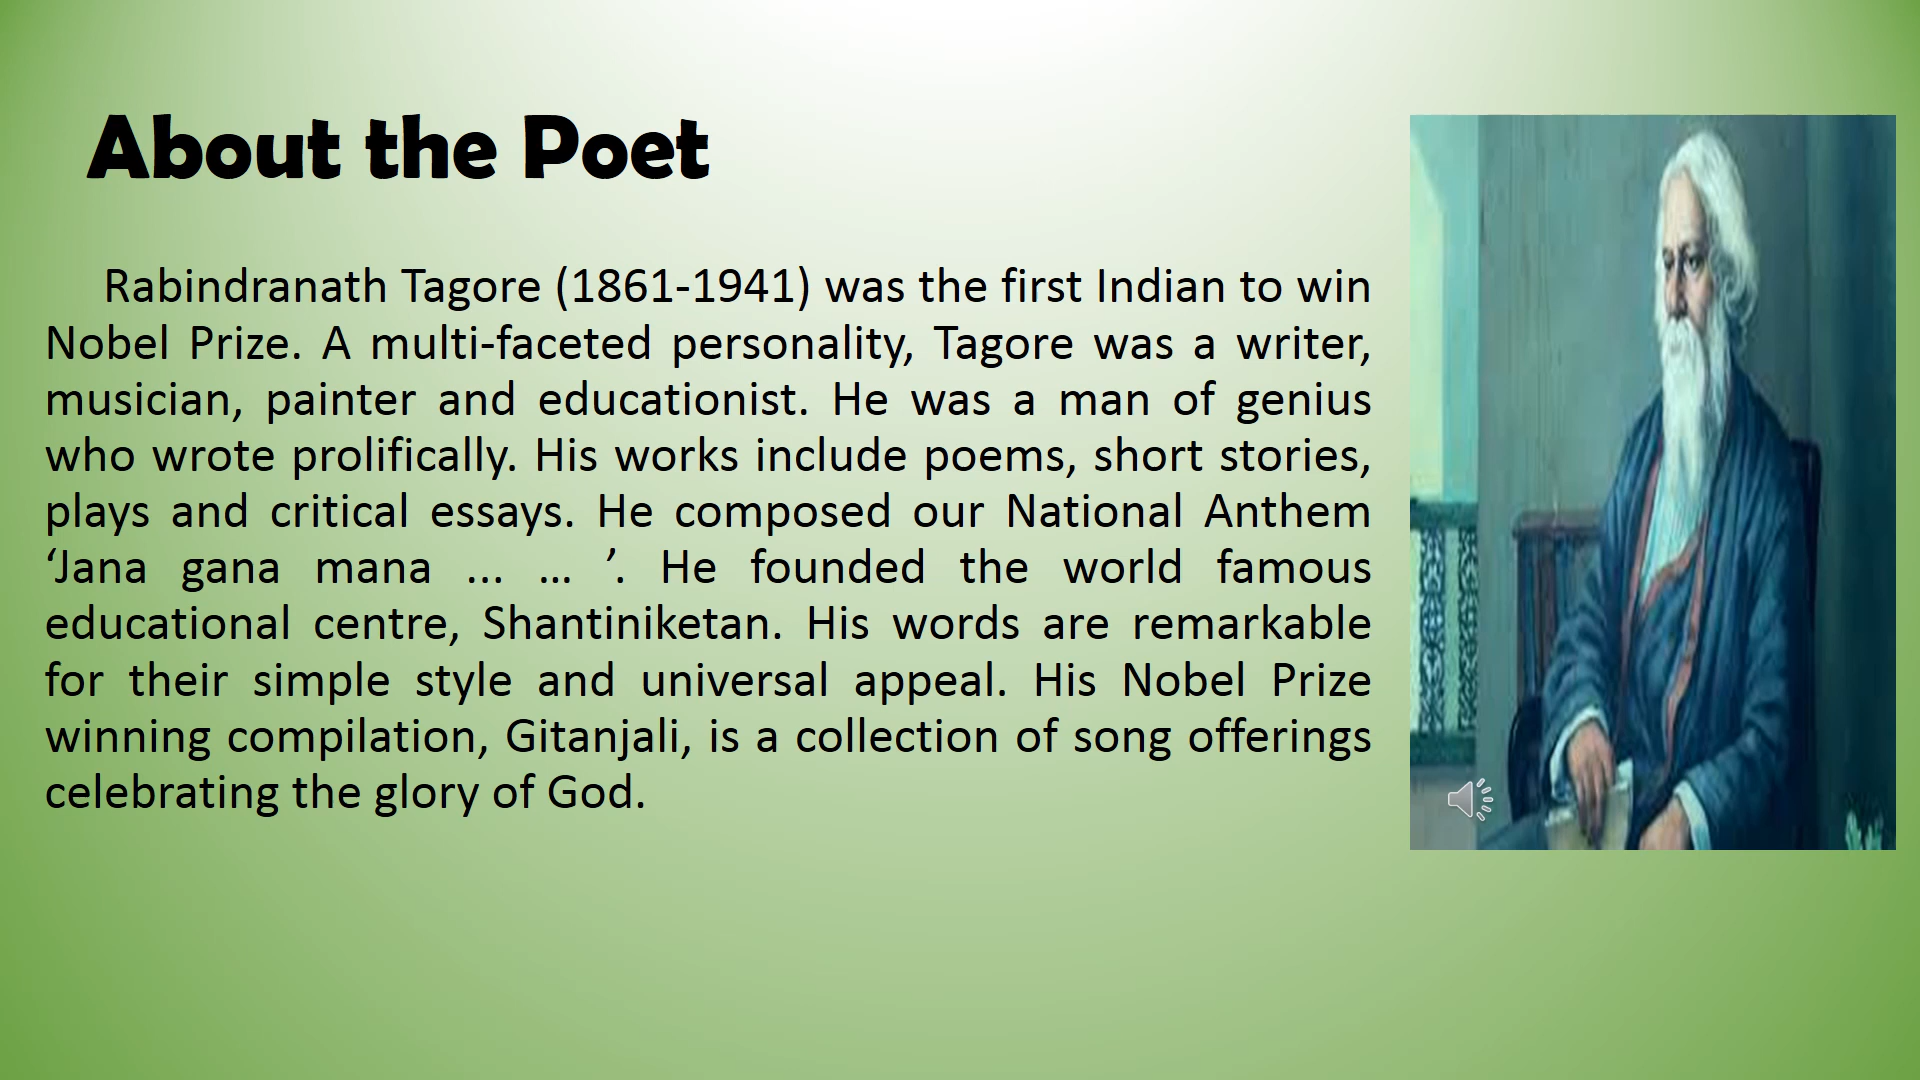 About the Poet
Rabindranath Tagore (1861-1941) was the first Indian to win
Nobel Prize. A multi-faceted personality, Tagore was a writer,
musician, painter and educationist. He was a man of genius
who wrote prolifically. His works include poems, short stories,
plays and critical essays. He composed our National Anthem
‘Jana gana mana ... ... ’. He founded the world famous
educational centre, Shantiniketan. His words are remarkable
for their simple style and universal appeal. His Nobel Prize
winning compilation, Gitanjali, is a collection of song offerings
celebrating the glory of God.